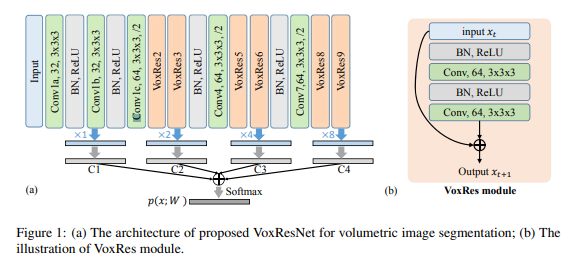 Input
Conv1a, 32, 3x3x3
BN, ReLU
Conv1b, 32, 3x3x3
BN, ReLU
Conv1c, 64, 3x3x3, /2
VoxRes2
VoxRes3
BN, ReLU
Conv4, 64, 3x3x3, /2
VoxRes5
VoxRes6
BN, ReLU
Conv7,64, 3x3x3, /2
VoxRes8
VoxRes9
×1
×2
×4
×8
C1
C2
C3
C4
Softmax
p(x;W)
(a)
input xt
BN, ReLU
Conv, 64, 3x3x3
BN, ReLU
Conv, 64, 3x3x3
Output xt+1
(b)
VoxRes module
Figure 1: (a) The architecture of proposed VoxResNet for volumetric image segmentation; (b) The
illustration of VoxRes module.